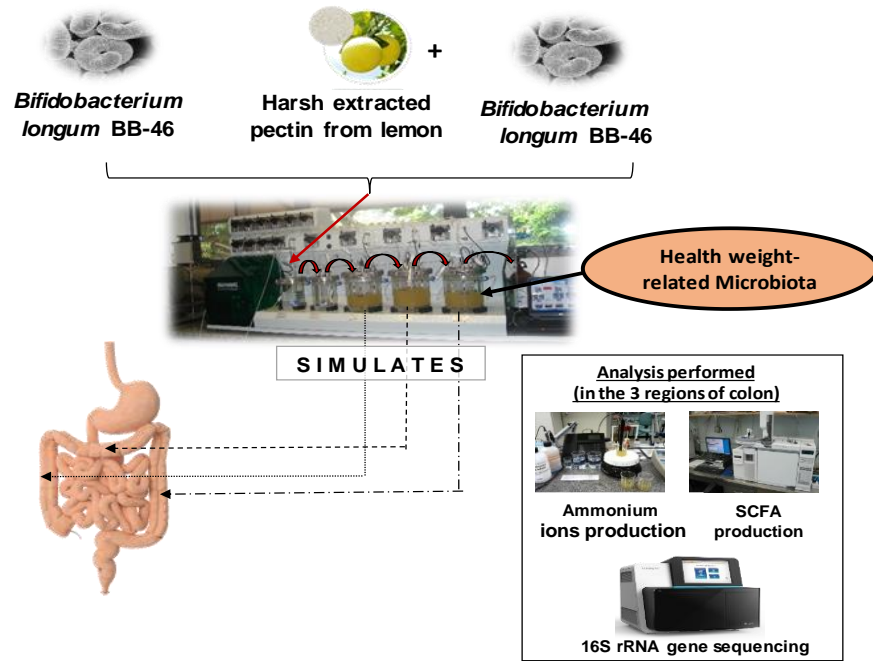 Bifidobacterium
longum BB-46
Harsh extracted
pectin from lemon
+
Bifidobacterium
longum BB-46
Health weight-
related Microbiota
SIMULATES
Analysis performed
(in the 3 regions of colon)
Ammonium
ions production
SCFA
production
16S rRNA gene sequencing